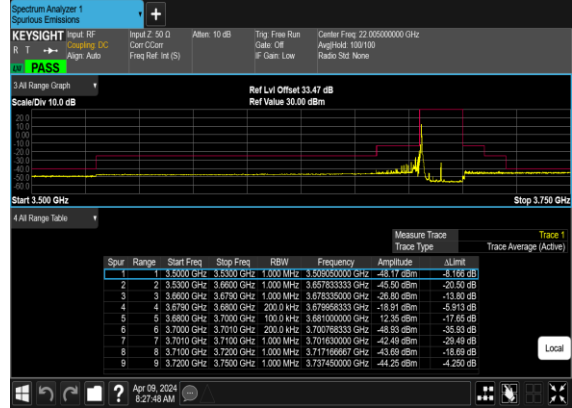 Spectrum Analyzer 1
Spurious Emissions
KEYSIGHT Input: RF Input Z: 50 Ω Atten: 10 dB Trig: Free Run Center Freq: 22.005000000 GHz
R T Coupling: DC Corr CCorr Gate: Off Avg|Hold: 100/100
Align: Auto Freq Ref: Int (S) IF Gain: Low Radio Std: None
LW PASS
3 All Range Graph
Ref Lvl Offset 33.47 dB
Scale/Div 10.0 dB Ref Value 30.00 dBm
20.0
10.0
0.00
-10.0
-20.0
-30.0
-40.0
-50.0
-60.0
Start 3.500 GHz Stop 3.750 GHz
4 All Range Table
Measure Trace Trace 1
Trace Type Trace Average (Active)
Spur Range Start Freq Stop Freq RBW Frequency Amplitude ΔLimit
1 1 3.5000 GHz 3.5300 GHz 1.000 MHz 3.509050000 GHz -48.17 dBm -8.166 dB
2 2 3.5300 GHz 3.6600 GHz 1.000 MHz 3.657833333 GHz -45.50 dBm -20.50 dB
3 3 3.6600 GHz 3.6790 GHz 1.000 MHz 3.678335000 GHz -26.80 dBm -13.80 dB
4 4 3.6790 GHz 3.6800 GHz 200.0 kHz 3.679958333 GHz -18.91 dBm -5.913 dB
5 5 3.6800 GHz 3.7000 GHz 100.0 kHz 3.681000000 GHz 12.35 dBm -17.65 dB
6 6 3.7000 GHz 3.7010 GHz 200.0 kHz 3.700768333 GHz -48.93 dBm -35.93 dB
7 7 3.7010 GHz 3.7100 GHz 1.000 MHz 3.701630000 GHz -42.49 dBm -29.49 dB
8 8 3.7100 GHz 3.7200 GHz 1.000 MHz 3.717166667 GHz -43.69 dBm -18.69 dB
9 9 3.7200 GHz 3.7500 GHz 1.000 MHz 3.737450000 GHz -44.25 dBm -4.250 dB
Local
Apr 09, 2024
8:27:48 AM